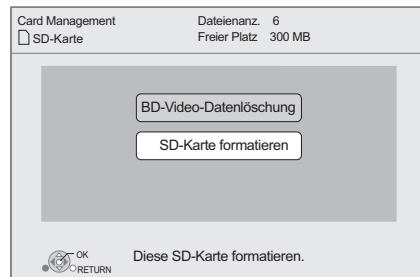 Card Management
SD-Karte
Dateienanz. 6
Freier Platz 300 MB
BD-Video-Datenlöschung
SD-Karte formatieren
OK
RETURN
Diese SD-Karte formatieren.